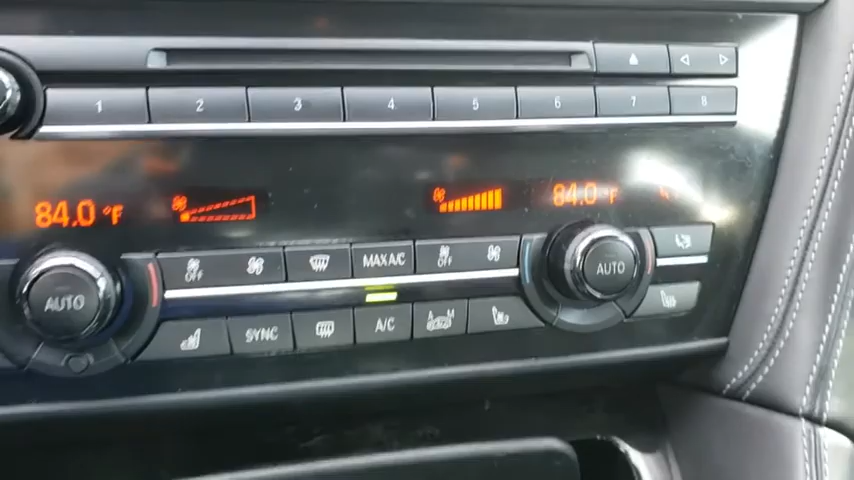 1 2 3 4 5 6 7 8
84.0 °F 84.0 °F
OFF MAX A/C OFF
AUTO AUTO
SYNC A/C A M